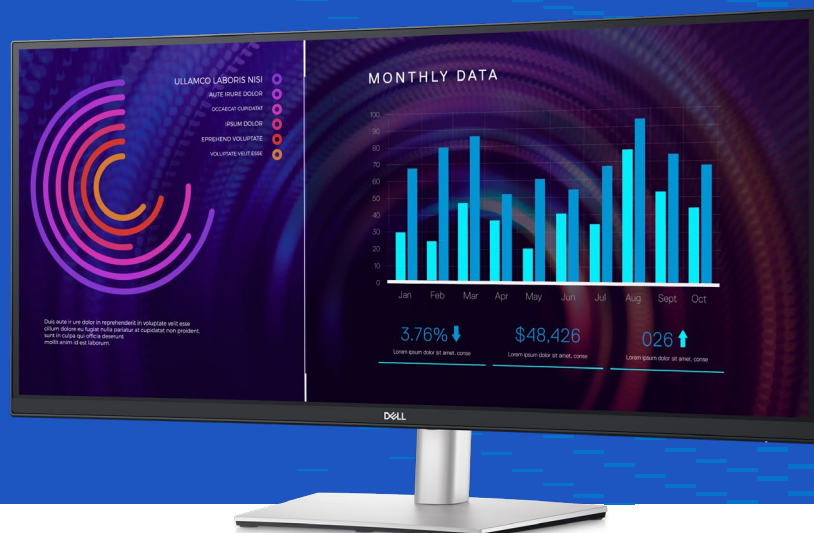 ULLAMCO LABORIS NISI
AUTE IRURE DOLOR
OCCAECAT CUPIDATAT
IPSUM DOLOR
EPREHEND VOLUPTATE
VOLUPTATE VELIT ESSE
Duis aute ir ure dolor in reprehenderit in voluptate velit esse
cillum dolore eu fugiat nulla pariatur at cupidatat non proident,
sunt in culpa qui officia deserunt
mollit anim id est laborum.
MONTHLY DATA
100
90
80
70
60
50
40
30
20
10
0
Jan Feb Mar Apr May Jun Jul Aug Sept Oct
3.76% $48,426 026
Lorem ipsum dolor sit amet, conse Lorem ipsum dolor sit amet, conse Lorem ipsum dolor sit amet, conse
DELL